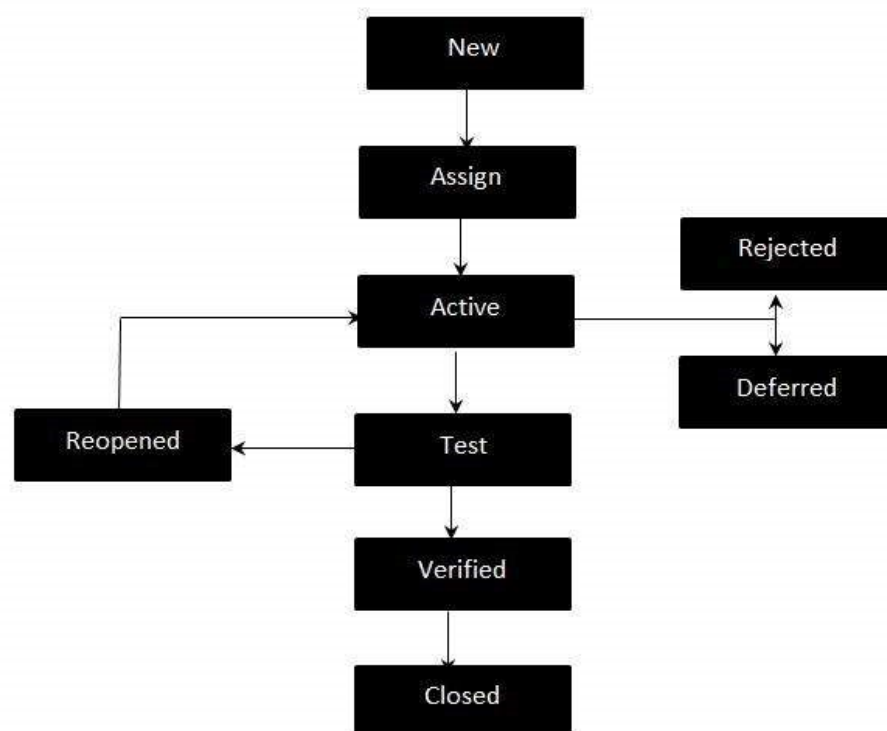 New
Assign
Rejected
Active
Deferred
Reopened
Test
Verified
Closed